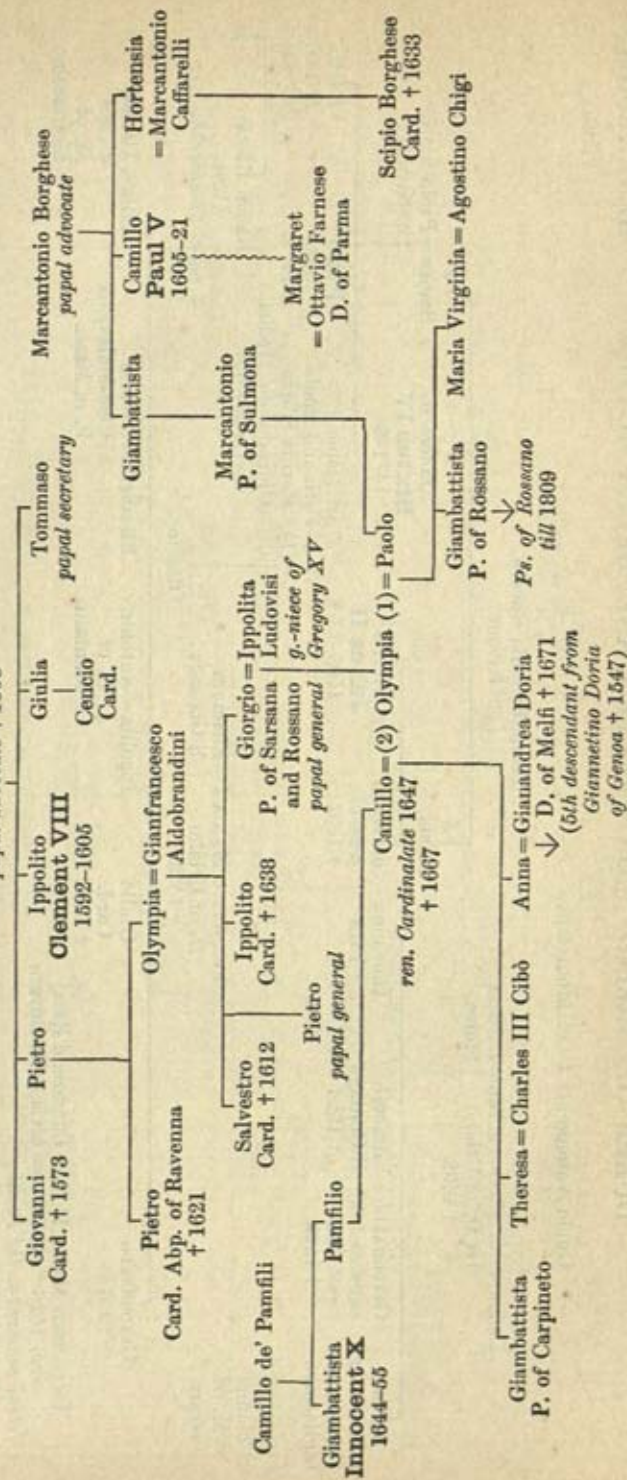 Giovanni
Card. † 1573
Pietro
Ippolito
Clement VIII
1592–1605
Giulia
Cencio
Card.
Tommaso
papal secretary
Marcantonio Borghese
papal advocate
Pietro
Card. Abp. of Ravenna
† 1621
Olympia = Gianfrancesco
Aldobrandini
Giambattista
Camillo
Paul V
1605–21
Hortensia
= Marcantonio
Caffarelli
Camillo de' Pamfili
Salvestro
Card. † 1612
Ippolito
Card. † 1638
Giorgio = Ippolita
P. of Sarsana Ludovisi
and Rossano g.-niece of
papal general Gregory XV
Marcantonio
P. of Sulmona
Margaret
= Ottavio Farnese
D. of Parma
Giambattista
Innocent X
1644–55
Pamfilio
Pietro
papal general
Camillo = (2) Olympia (1) = Paolo
ren. Cardinalate 1647
† 1667
Scipio Borghese
Card. † 1633
Giambattista
P. of Carpineto
Theresa = Charles III Cibò
Anna = Gianandrea Doria
D. of Melfi † 1671
(5th descendant from
Giannetino Doria
of Genoa † 1547)
Giambattista
P. of Rossano
Ps. of Rossano
till 1809
Maria Virginia = Agostino Chigi